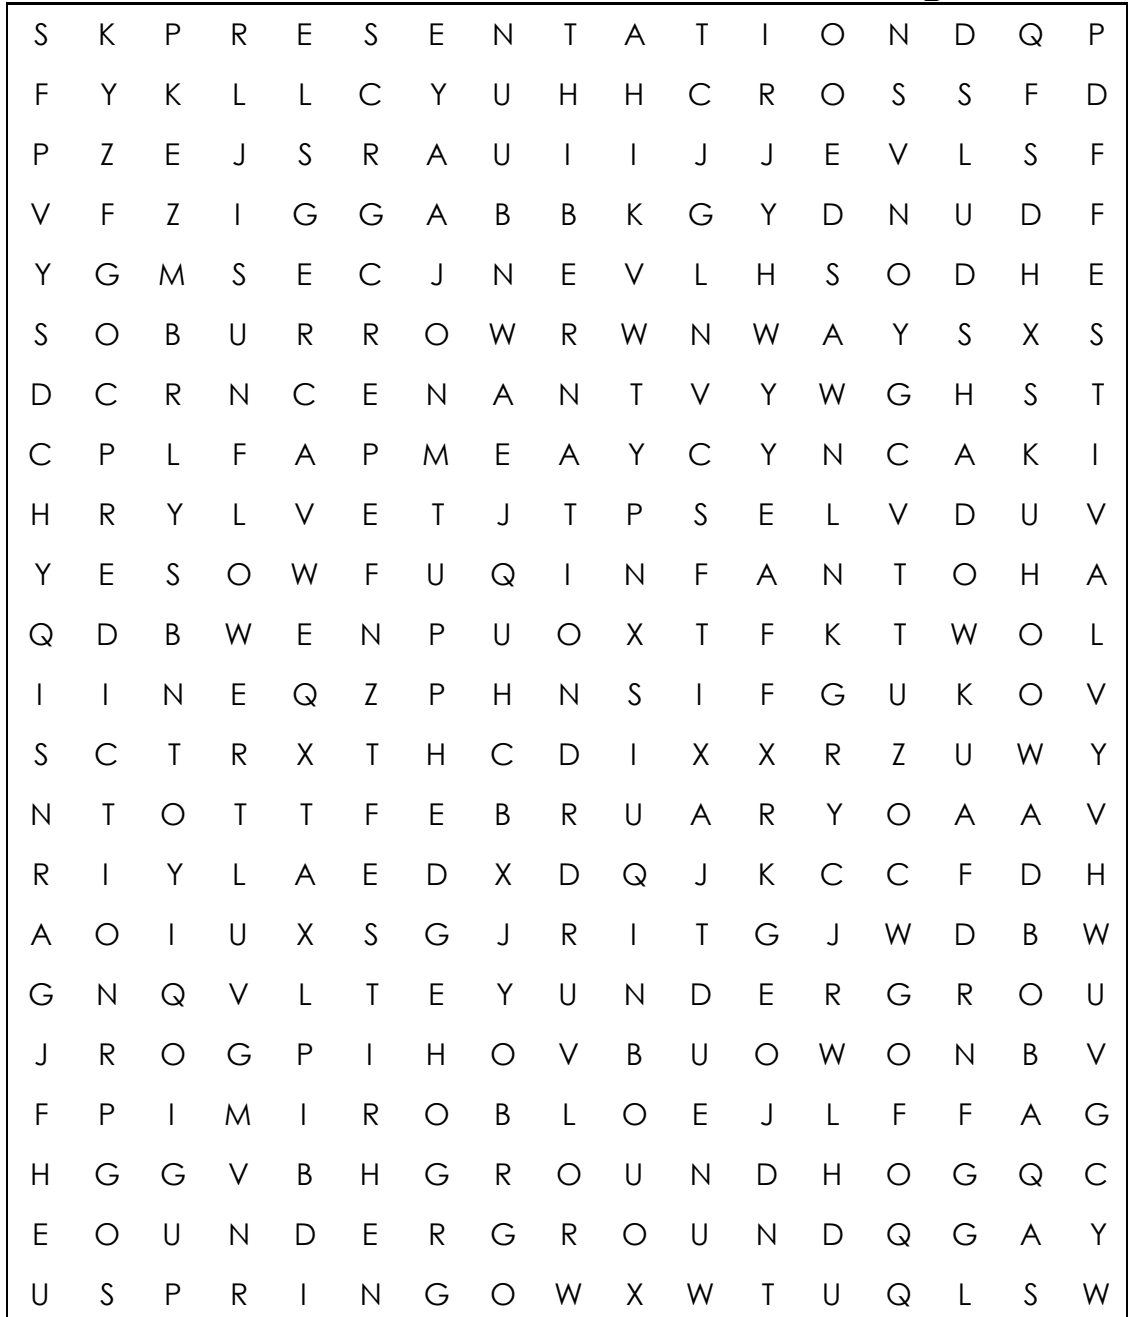 S K P R E S E N T A T I O N D Q P
F Y K L L C Y U H H C R O S S F D
P Z E J S R A U I I J J E V L S F
V F Z I G G A B B K G Y D N U D F
Y G M S E C J N E V L H S O D H E
S O B U R R O W R W N W A Y S X S
D C R N C E N A N T V Y W G H S T
C P L F A P M E A Y C Y N C A K I
H R Y L V E T J T P S E L V D U V
Y E S O W F U Q I N F A N T O H A
Q D B W E N P U O X T F K T W O L
I I N E Q Z P H N S I F G U K O V
S C T R X T H C D I X X R Z U W Y
N T O T T F E B R U A R Y O A A V
R I Y L A E D X D Q J K C C F D H
A O I U X S G J R I T G J W D B W
G N Q V L T E Y U N D E R G R O U
J R O G P I H O V B U O W O N B V
F P I M I R O B L O E J L F F A G
H G G V B H G R O U N D H O G Q C
E O U N D E R G R O U N D Q G A Y
U S P R I N G O W X W T U Q L S W